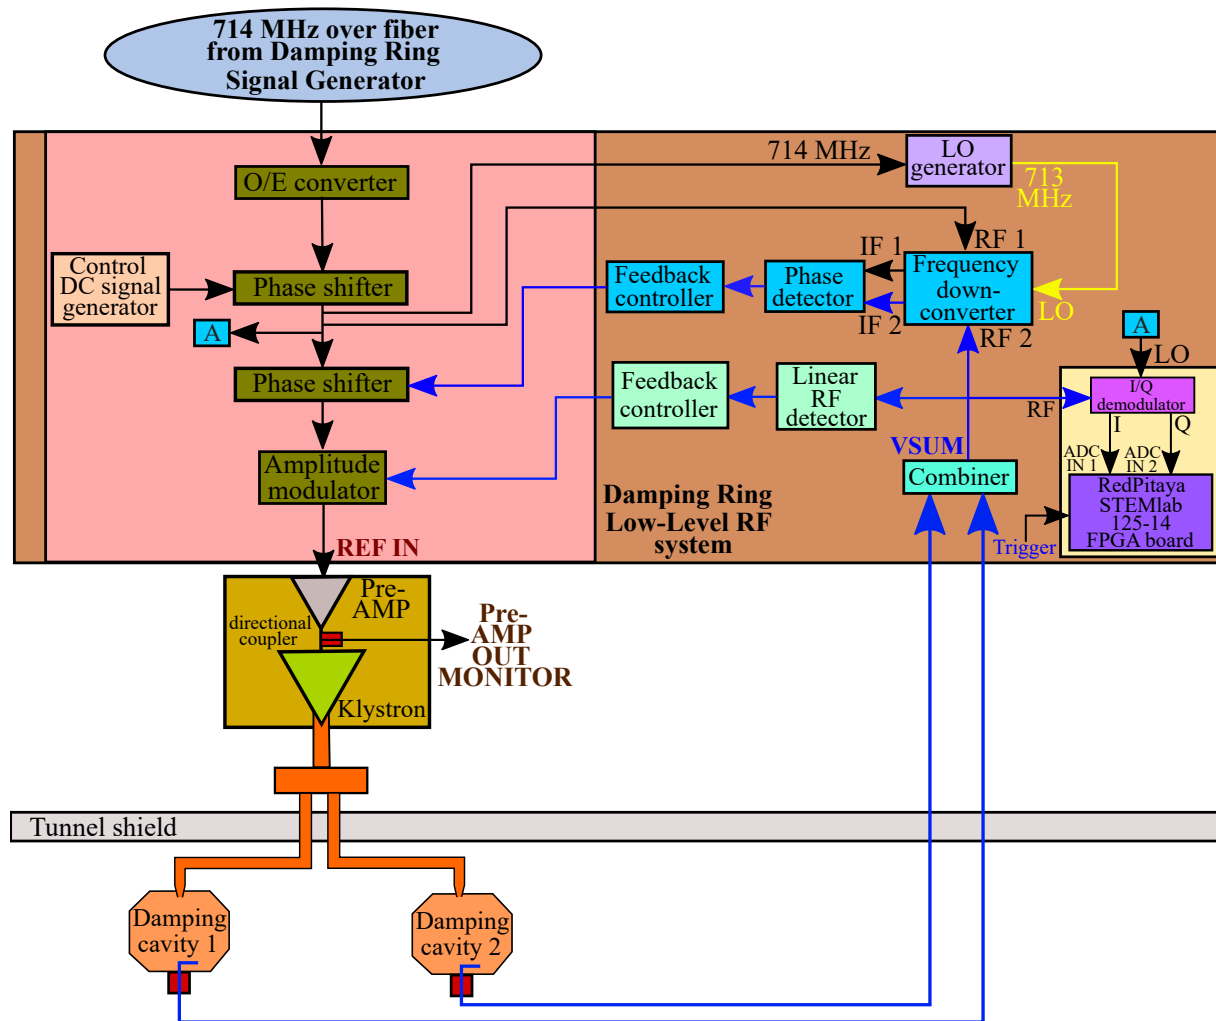 714 MHz over fiber
from Damping Ring
Signal Generator
O/E converter
714 MHz
LO
generator
713
MHz
Control
DC signal
generator
Phase shifter
A
Feedback
controller
Phase
detector
IF 1
IF 2
RF 1
Frequency
down-
converter
LO
RF 2
A
LO
Phase shifter
Feedback
controller
Linear
RF
detector
RF
I/Q
demodulator
I
Q
ADC
IN 1
ADC
IN 2
VSUM
Combiner
Amplitude
modulator
RedPitaya
STEMlab
125-14
FPGA board
Trigger
Damping Ring
Low-Level RF
system
REF IN
Pre-
AMP
directional
coupler
Pre-
AMP
OUT
MONITOR
Klystron
Tunnel shield
Damping
cavity 1
Damping
cavity 2